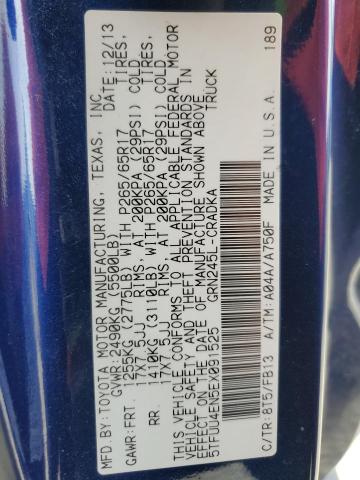 MFD.BY:TOYOTA MOTOR MANUFACTURING, TEXAS, INC.
GVWR:2490KG (5500LB) DATE: 12/13
GAWR:FRT. 1255KG (2775LB) WITH P265/65R17 TIRES,
17X7.5JJ RIMS, AT 200KPA (29PSI) COLD
RR. 1410KG (3110LB) WITH P265/65R17 TIRES,
17X7.5JJ RIMS, AT 200KPA (29PSI) COLD
THIS VEHICLE CONFORMS TO ALL APPLICABLE FEDERAL MOTOR
VEHICLE SAFETY AND THEFT PREVENTION STANDARDS IN
EFFECT ON THE DATE OF MANUFACTURE SHOWN ABOVE.
5TFUU4EN5EX091525 TRUCK
GRN245L-CRADKA
C/TR:8T5/FB13 A/TM:A04A/A750F MADE IN U.S.A. 189